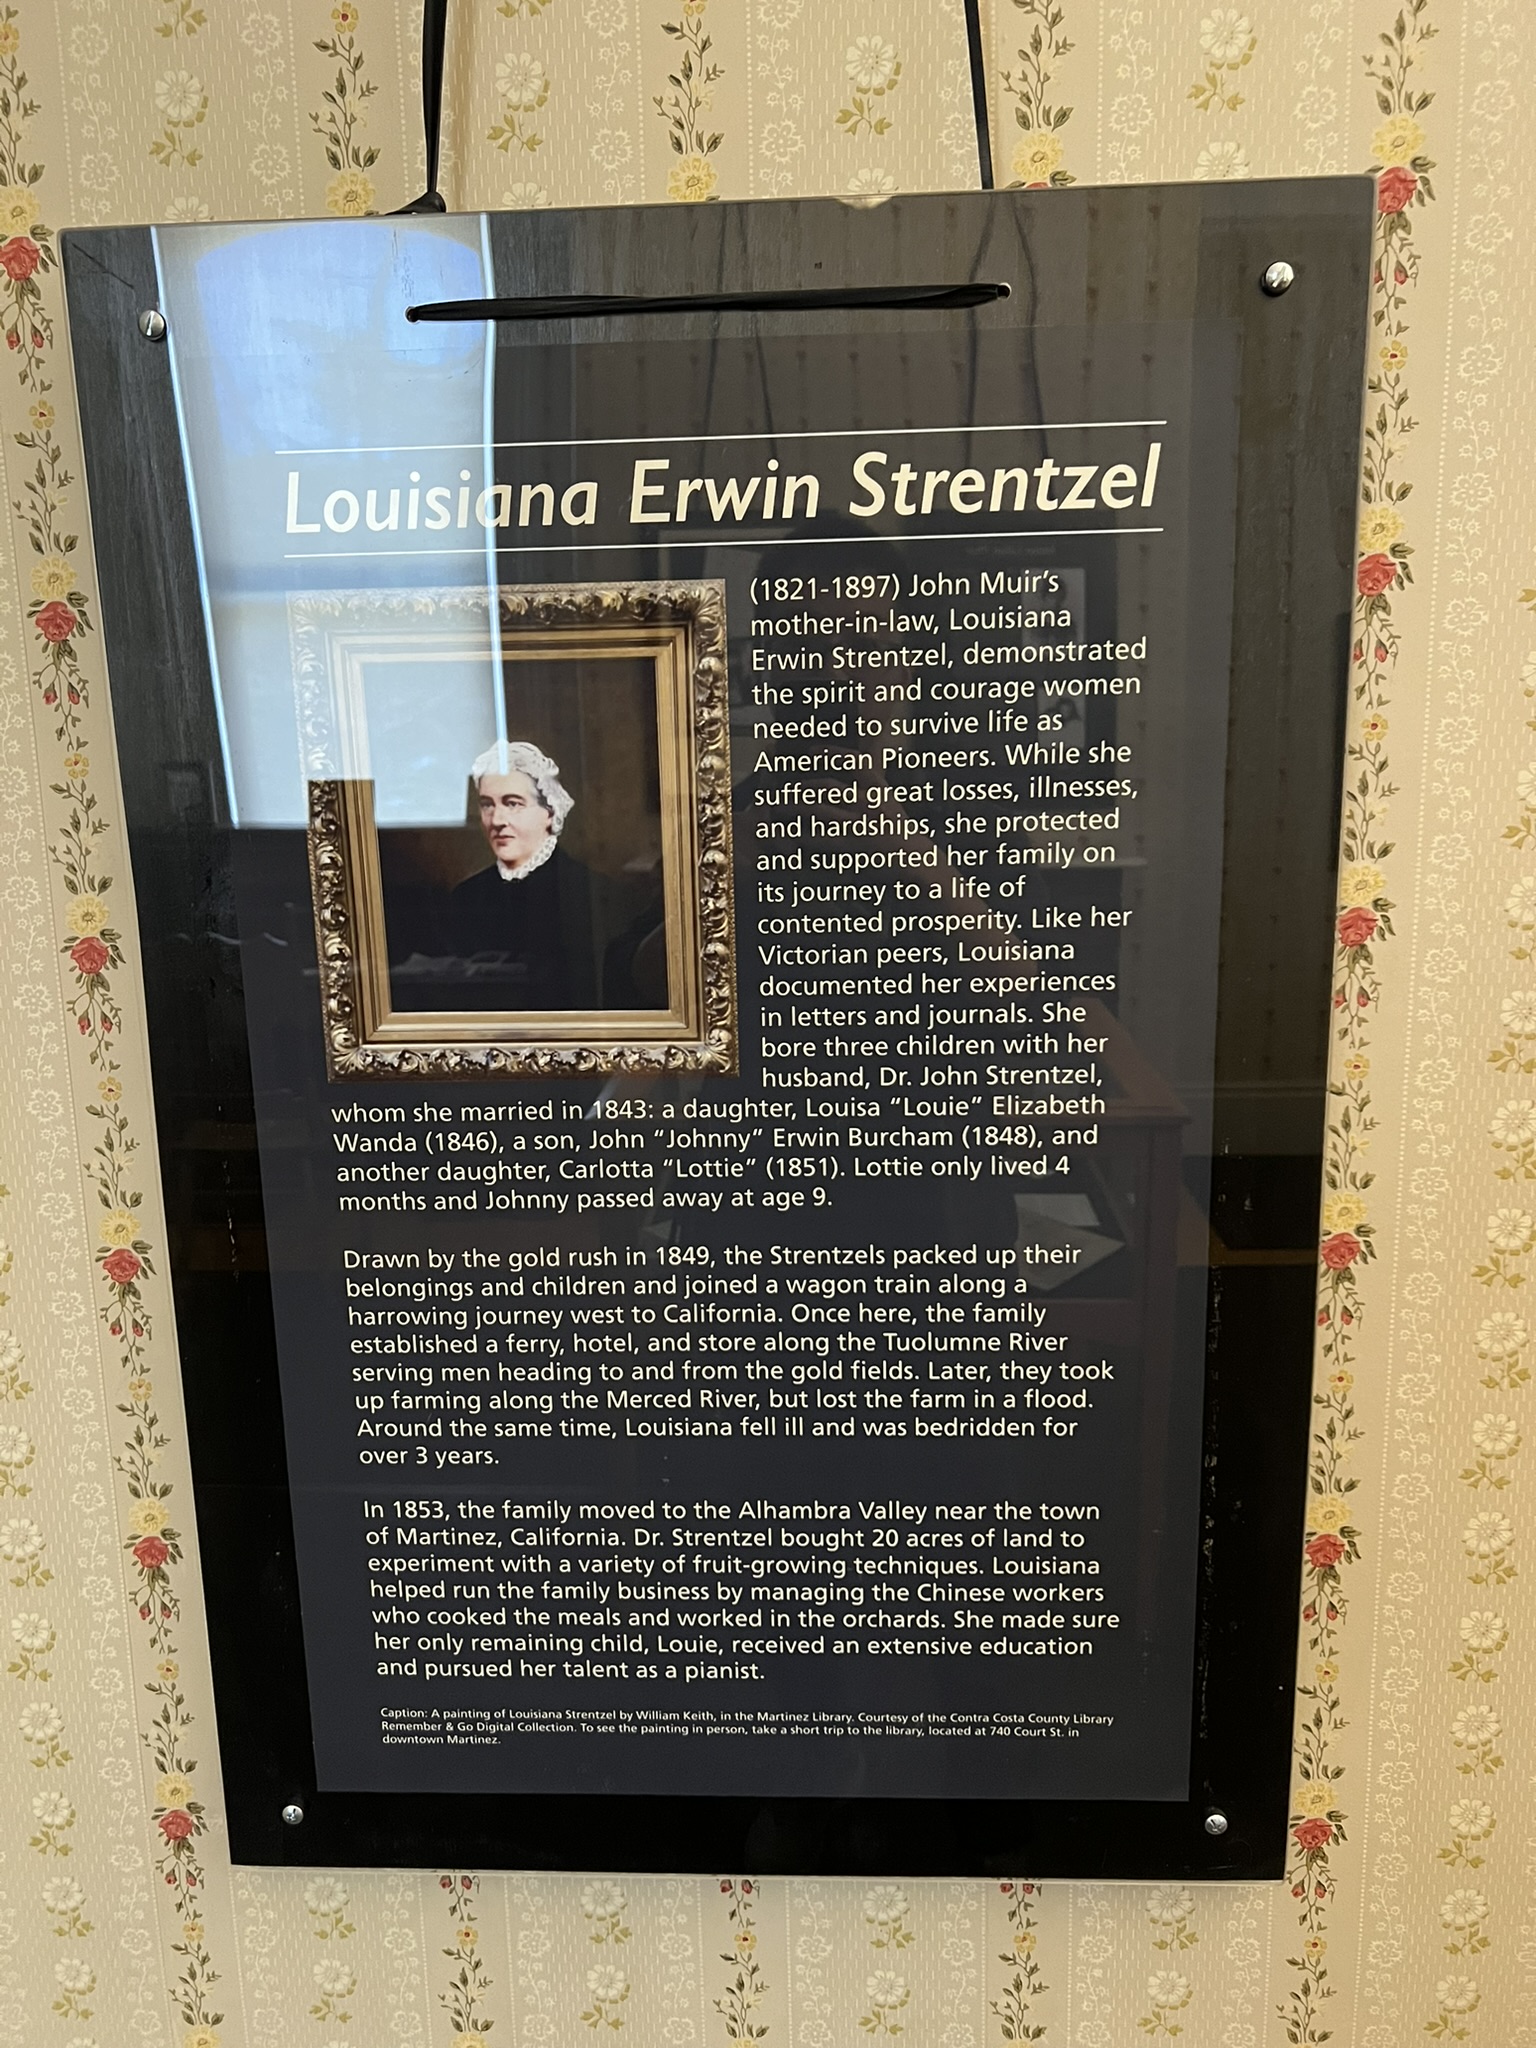 Louisiana Erwin Strentzel
(1821-1897) John Muir's
mother-in-law, Louisiana
Erwin Strentzel, demonstrated
the spirit and courage women
needed to survive life as
American Pioneers. While she
suffered great losses, illnesses,
and hardships, she protected
and supported her family on
its journey to a life of
contented prosperity. Like her
Victorian peers, Louisiana
documented her experiences
in letters and journals. She
bore three children with her
husband, Dr. John Strentzel,
whom she married in 1843: a daughter, Louisa “Louie” Elizabeth
Wanda (1846), a son, John “Johnny” Erwin Burcham (1848), and
another daughter, Carlotta “Lottie” (1851). Lottie only lived 4
months and Johnny passed away at age 9.
Drawn by the gold rush in 1849, the Strentzels packed up their
belongings and children and joined a wagon train along a
harrowing journey west to California. Once here, the family
established a ferry, hotel, and store along the Tuolumne River
serving men heading to and from the gold fields. Later, they took
up farming along the Merced River, but lost the farm in a flood.
Around the same time, Louisiana fell ill and was bedridden for
over 3 years.
In 1853, the family moved to the Alhambra Valley near the town
of Martinez, California. Dr. Strentzel bought 20 acres of land to
experiment with a variety of fruit-growing techniques. Louisiana
helped run the family business by managing the Chinese workers
who cooked the meals and worked in the orchards. She made sure
her only remaining child, Louie, received an extensive education
and pursued her talent as a pianist.
Caption: A painting of Louisiana Strentzel by William Keith, in the Martinez Library. Courtesy of the Contra Costa County Library
Remember & Go Digital Collection. To see the painting in person, take a short trip to the library, located at 740 Court St. in
downtown Martinez.